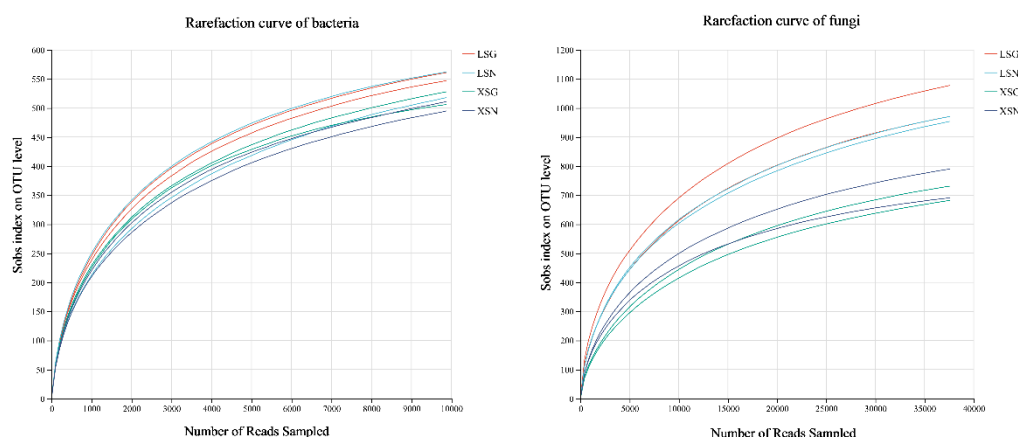 Rarefaction curve of bacteria
Sobs index on OTU level
600
550
500
450
400
350
300
250
200
150
100
50
0
0 1000 2000 3000 4000 5000 6000 7000 8000 9000 10000
Number of Reads Sampled
LSG
LSN
XSG
XSN
Rarefaction curve of fungi
Sobs index on OTU level
1200
1100
1000
900
800
700
600
500
400
300
200
100
0
0 5000 10000 15000 20000 25000 30000 35000 40000
Number of Reads Sampled
LSG
LSN
XSG
XSN